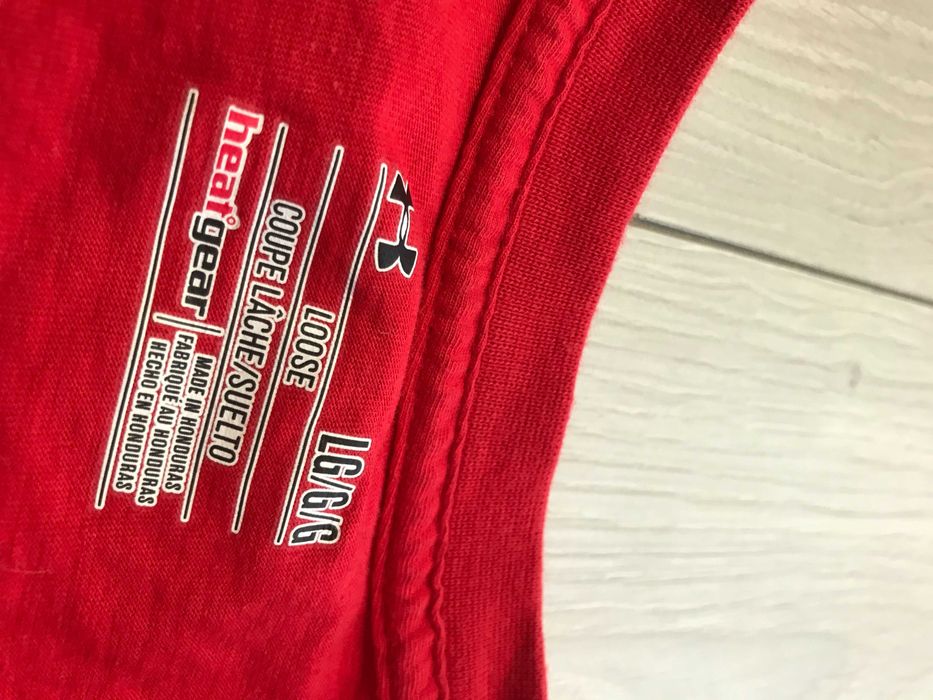 LG/G/G
LOOSE
COUPE LÂCHE/SUELTO
heatgear
MADE IN HONDURAS
FABRIQUÉ AU HONDURAS
HECHO EN HONDURAS